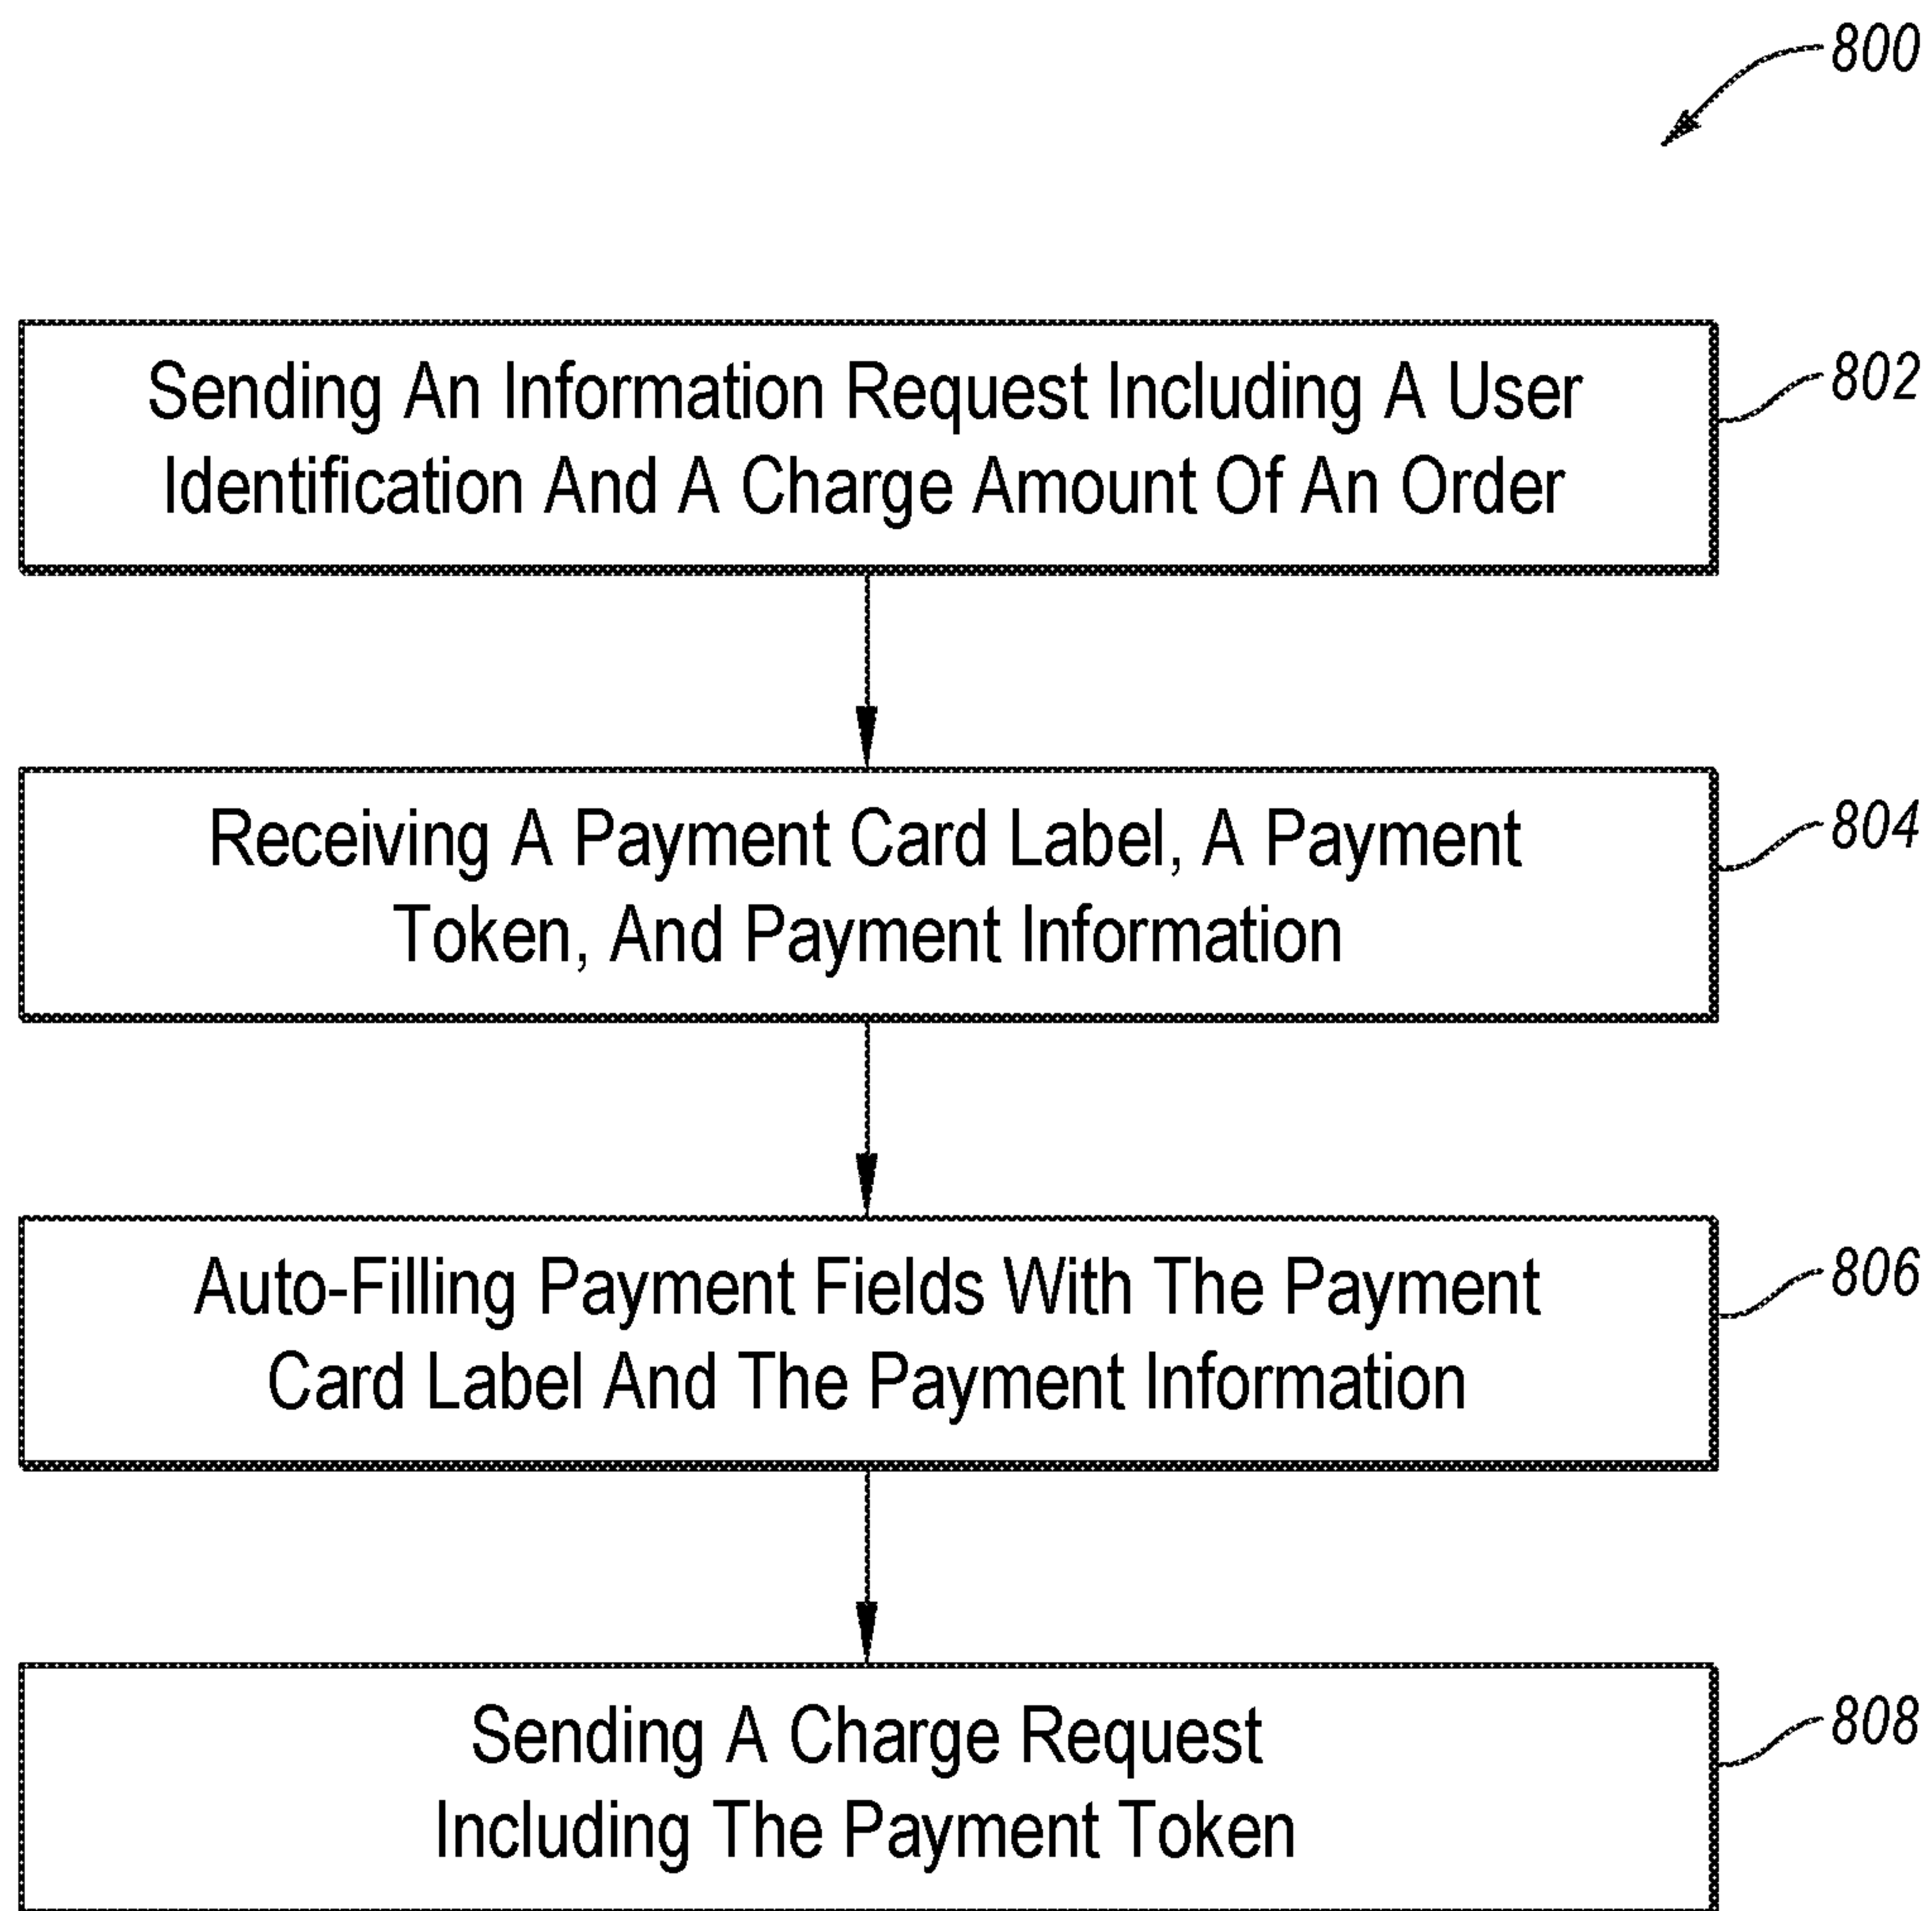 800
Sending An Information Request Including A User
Identification And A Charge Amount Of An Order
802
Receiving A Payment Card Label, A Payment
Token, And Payment Information
804
Auto-Filling Payment Fields With The Payment
Card Label And The Payment Information
806
Sending A Charge Request
Including The Payment Token
808